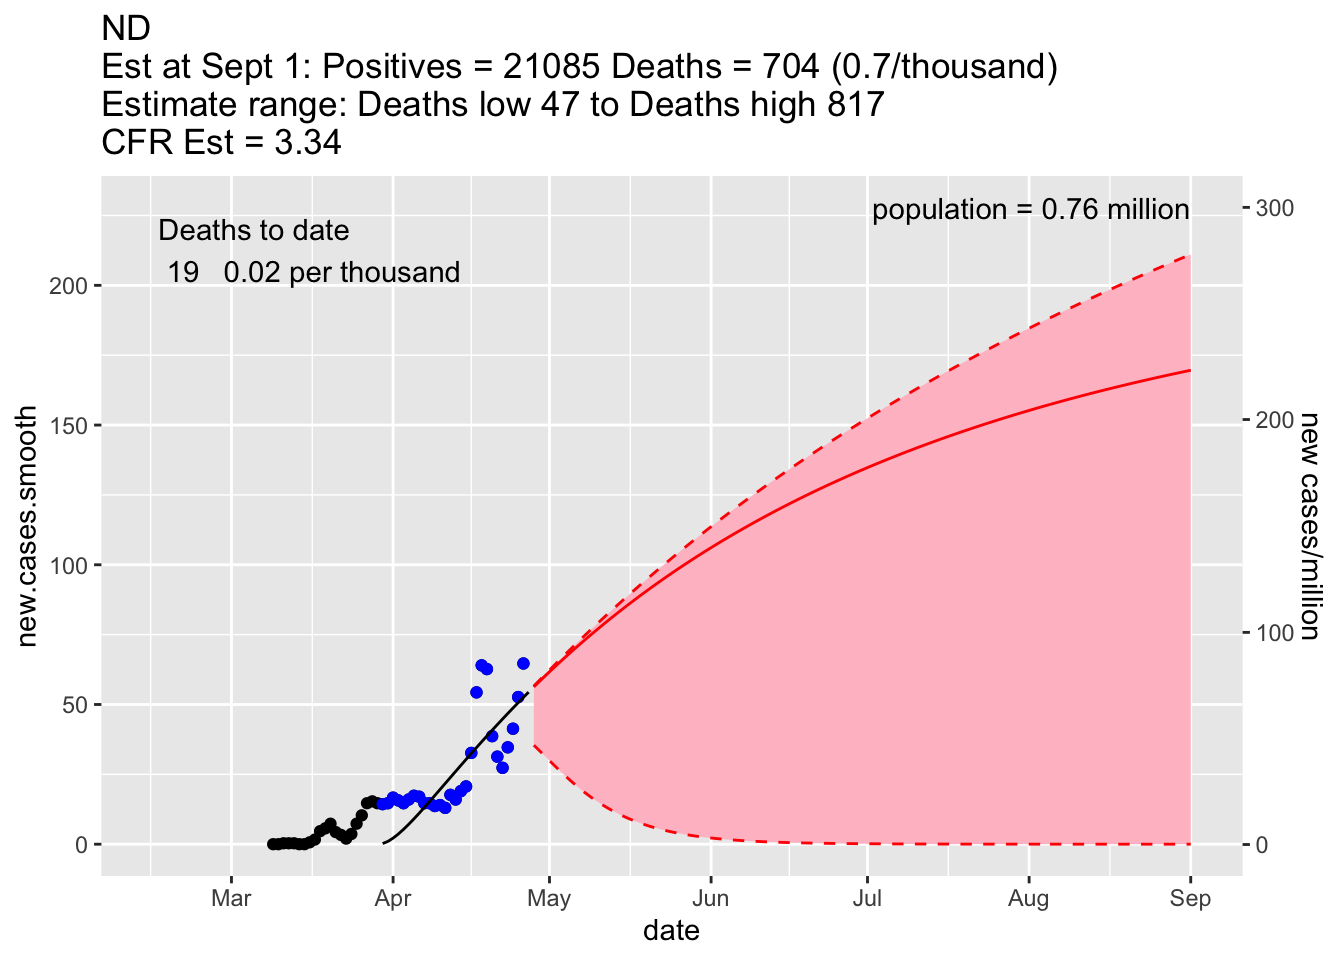 ND
Est at Sept 1: Positives = 21085 Deaths = 704 (0.7/thousand)
Estimate range: Deaths low 47 to Deaths high 817
CFR Est = 3.34
population = 0.76 million
Deaths to date
19 0.02 per thousand
300
200
200
150
100
100
50
0
0
new.cases.smooth
new cases/million
Mar
Apr
May
Jun
Jul
Aug
Sep
date